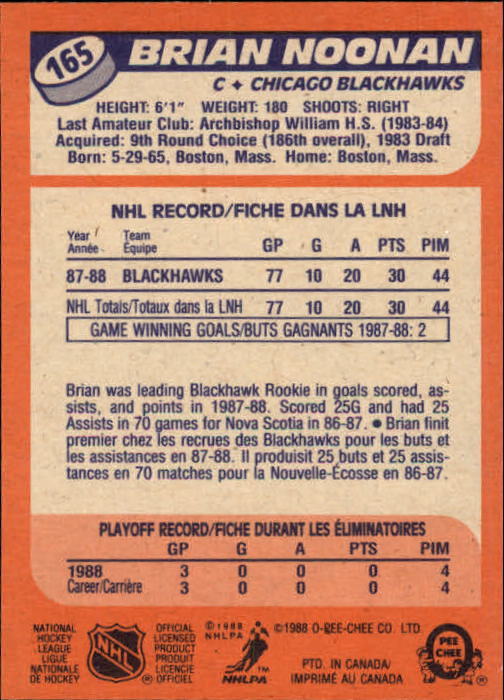 165
BRIAN NOONAN
C ✦ CHICAGO BLACKHAWKS
HEIGHT: 6'1" WEIGHT: 180 SHOOTS: RIGHT
Last Amateur Club: Archbishop William H.S. (1983-84)
Acquired: 9th Round Choice (186th overall), 1983 Draft
Born: 5-29-65, Boston, Mass. Home: Boston, Mass.
NHL RECORD/FICHE DANS LA LNH
Year Team
Année Équipe GP G A PTS PIM
87-88 BLACKHAWKS 77 10 20 30 44
NHL Totals/Totaux dans la LNH 77 10 20 30 44
GAME WINNING GOALS/BUTS GAGNANTS 1987-88: 2
Brian was leading Blackhawk Rookie in goals scored, as-
sists, and points in 1987-88. Scored 25G and had 25
Assists in 70 games for Nova Scotia in 86-87. ● Brian finit
premier chez les recrues des Blackhawks pour les buts et
les assistances en 87-88. Il produisit 25 buts et 25 assis-
tances en 70 matches pour la Nouvelle-Écosse en 86-87.
PLAYOFF RECORD/FICHE DURANT LES ÉLIMINATOIRES
GP G A PTS PIM
1988 3 0 0 0 4
Career/Carrière 3 0 0 0 4
NATIONAL
HOCKEY
LEAGUE
LIGUE
NATIONALE
DE HOCKEY
NHL
®
OFFICIAL
LICENSED
PRODUCT
PRODUIT
LICENCIE
OFFICIEL
©1988
NHLPA
TM
NHLPA
©1988 O-PEE-CHEE CO. LTD.
PTD. IN CANADA/
IMPRIMÉ AU CANADA
PEE
CHEE
®